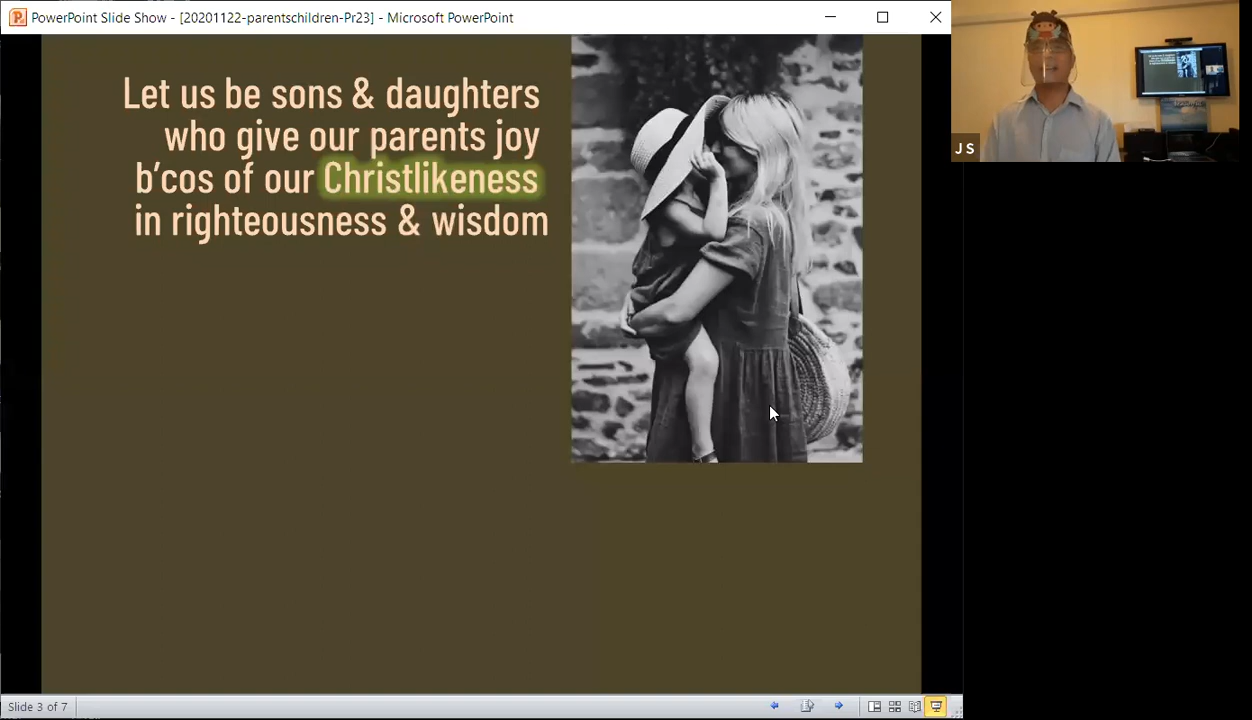 PowerPoint Slide Show - [20201122-parentschildren-Pr23] - Microsoft PowerPoint
Let us be sons & daughters
who give our parents joy
b'cos of our Christlikeness
in righteousness & wisdom
J S
Slide 3 of 7